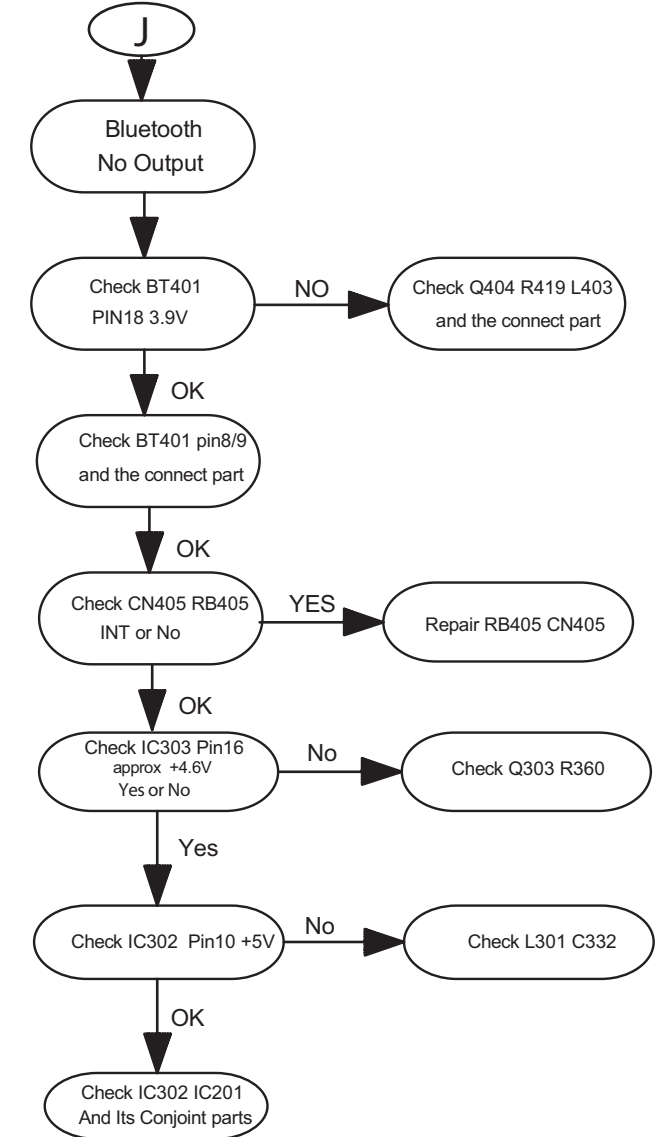 J
Bluetooth
No Output
Check BT401
PIN18 3.9V
NO
Check Q404 R419 L403
and the connect part
OK
Check BT401 pin8/9
and the connect part
OK
Check CN405 RB405
INT or No
YES
Repair RB405 CN405
OK
Check IC303 Pin16
approx +4.6V
Yes or No
No
Check Q303 R360
Yes
Check IC302 Pin10 +5V
No
Check L301 C332
OK
Check IC302 IC201
And Its Conjoint parts